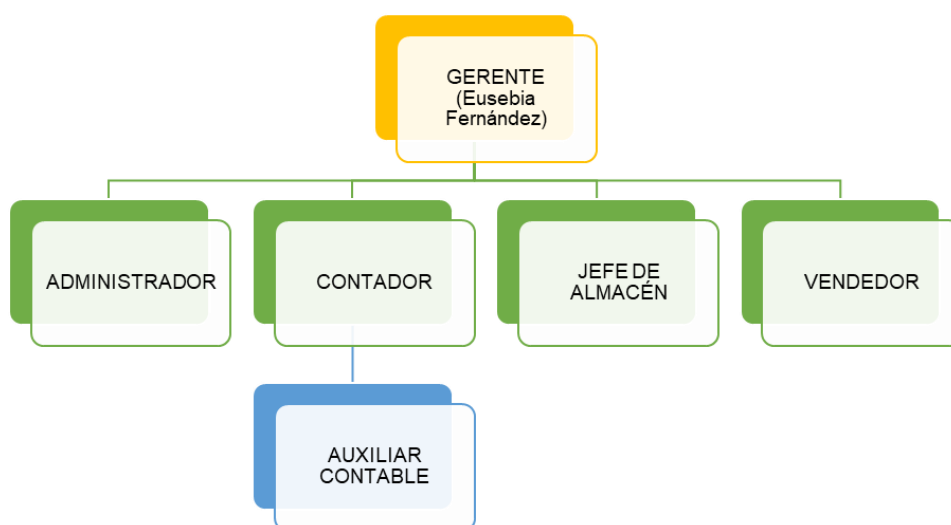 GERENTE
(Eusebia
Fernández)
ADMINISTRADOR
CONTADOR
JEFE DE
ALMACÉN
VENDEDOR
AUXILIAR
CONTABLE